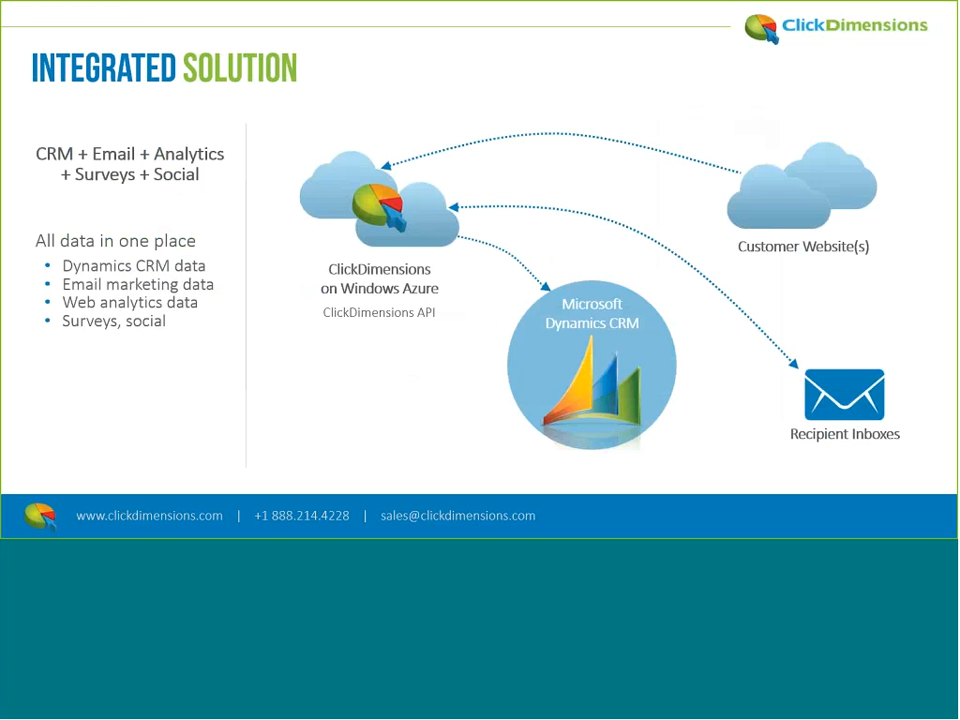 ClickDimensions
INTEGRATED SOLUTION
CRM + Email + Analytics
+ Surveys + Social
All data in one place
• Dynamics CRM data
• Email marketing data
• Web analytics data
• Surveys, social
ClickDimensions
on Windows Azure
ClickDimensions API
Microsoft
Dynamics CRM
Customer Website(s)
Recipient Inboxes
www.clickdimensions.com | +1 888.214.4228 | sales@clickdimensions.com